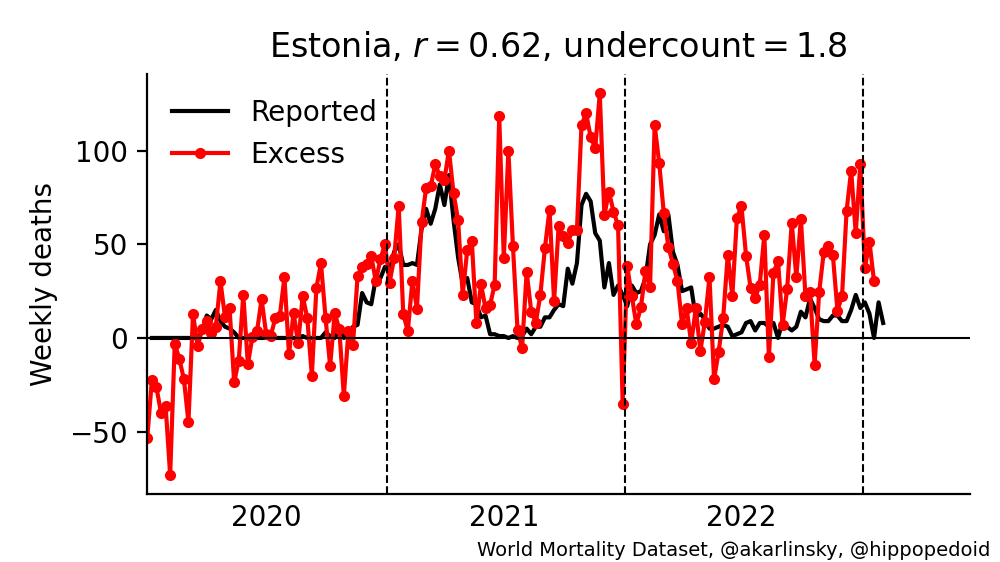 Estonia, r = 0.62, undercount = 1.8
Reported
Excess
Weekly deaths
100
50
0
−50
2020 2021 2022
World Mortality Dataset, @akarlinsky, @hippopedoid